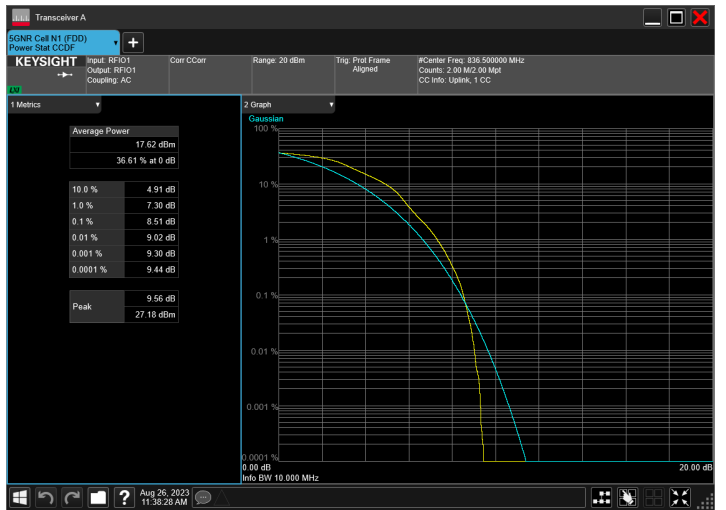 Transceiver A
5GNR Cell N1 (FDD)
Power Stat CCDF
KEYSIGHT
Input: RFIO1
Output: RFIO1
Coupling: AC
Corr CCorr
Range: 20 dBm
Trig: Prot Frame
Aligned
#Center Freq: 836.500000 MHz
Counts: 2.00 M/2.00 Mpt
CC Info: Uplink, 1 CC
LXI
1 Metrics
Average Power
17.62 dBm
36.61 % at 0 dB
10.0 % 4.91 dB
1.0 % 7.30 dB
0.1 % 8.51 dB
0.01 % 9.02 dB
0.001 % 9.30 dB
0.0001 % 9.44 dB
Peak
9.56 dB
27.18 dBm
2 Graph
Gaussian
100 %
10 %
1 %
0.1 %
0.01 %
0.001 %
0.0001 %
0.00 dB
20.00 dB
Info BW 10.000 MHz
?
Aug 26, 2023
11:38:28 AM